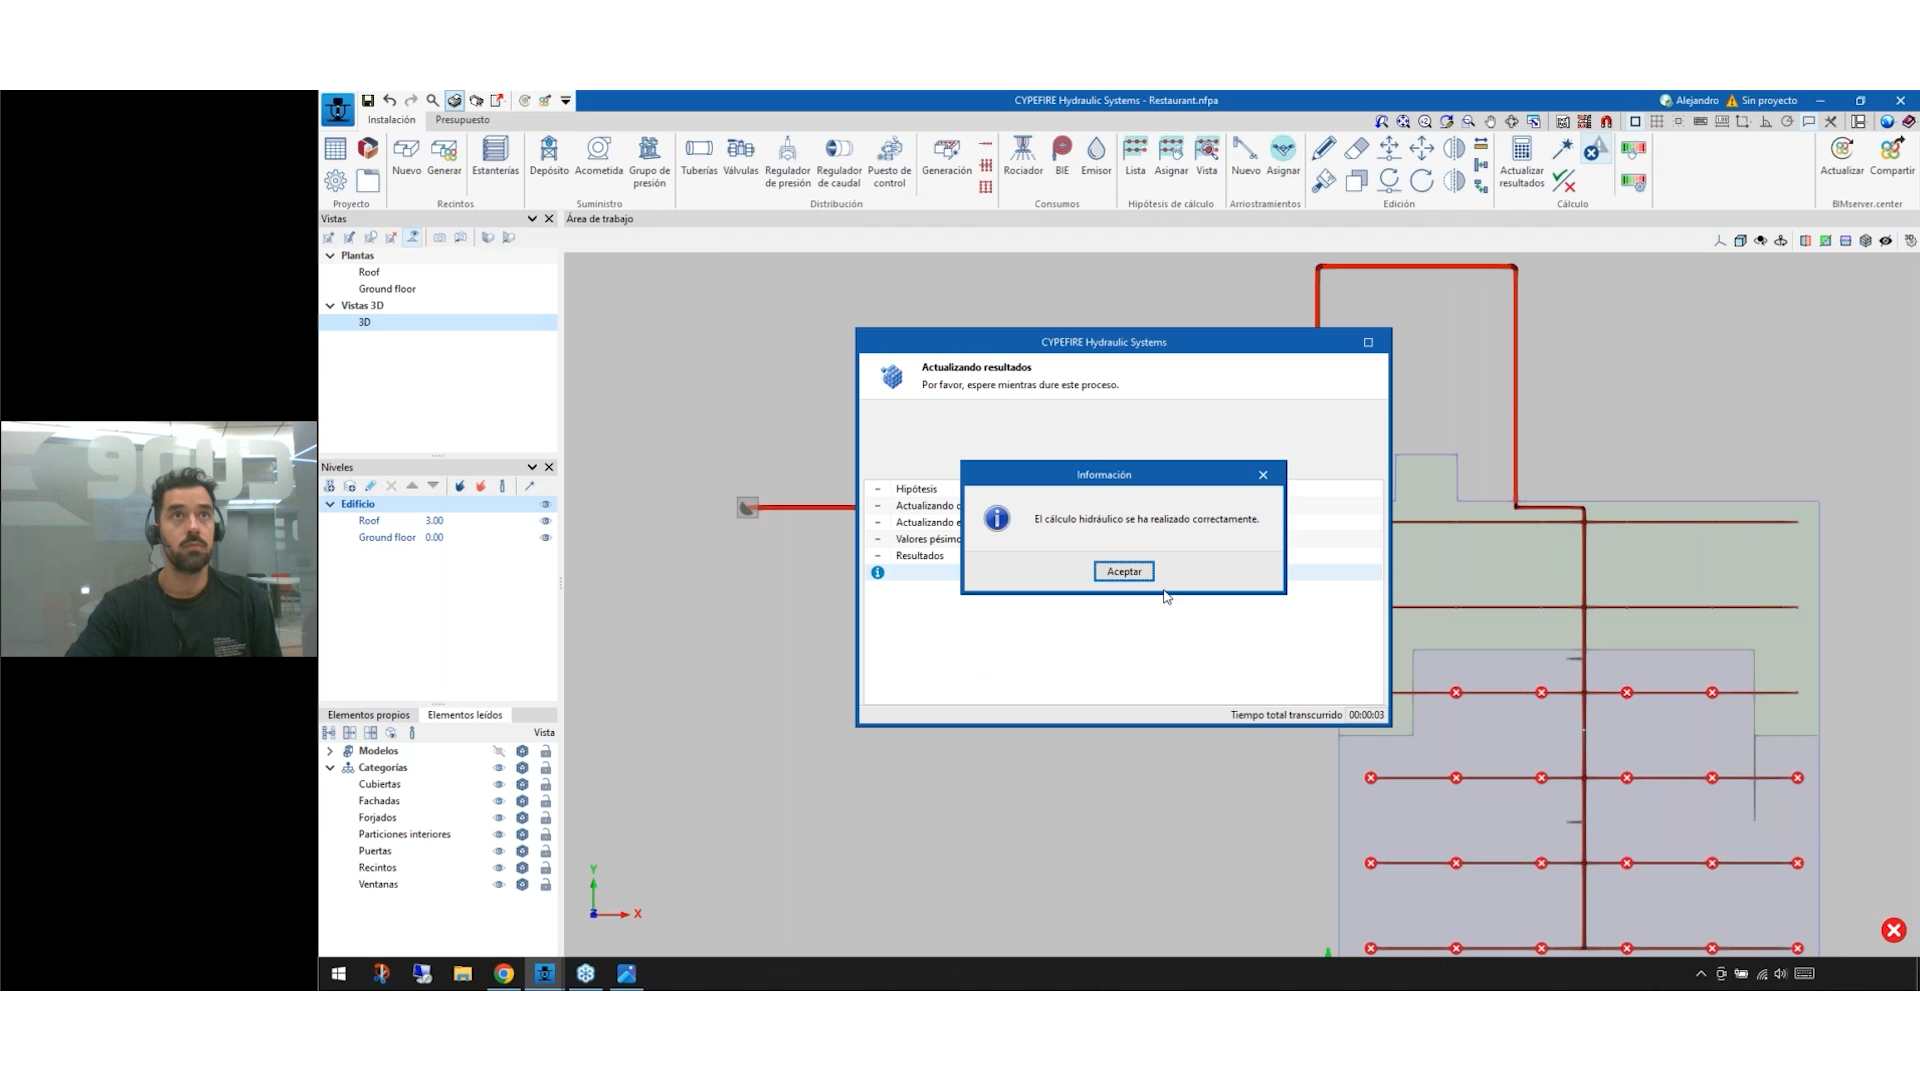 CYPEFIRE Hydraulic Systems - Restaurant.nfpa
Alejandro
Sin proyecto
Instalación
Presupuesto
Nuevo
Generar
Estanterías
Depósito
Acometida
Grupo de
presión
Tuberías
Válvulas
Regulador
de presión
Regulador
de caudal
Puesto de
control
Generación
Rociador
BIE
Emisor
Lista
Asignar
Vista
Nuevo
Asignar
Actualizar
resultados
Actualizar
Compartir
Proyecto
Recintos
Suministro
Distribución
Consumos
Hipótesis de cálculo
Arriostramientos
Edición
Cálculo
BIMserver.center
Vistas
Área de trabajo
Plantas
Roof
Ground floor
Vistas 3D
3D
Niveles
Edificio
Roof 3.00
Ground floor 0.00
Elementos propios
Elementos leídos
Vista
Modelos
Categorías
Cubiertas
Fachadas
Forjados
Particiones interiores
Puertas
Recintos
Ventanas
CYPEFIRE Hydraulic Systems
Actualizando resultados
Por favor, espere mientras dure este proceso.
Hipótesis
Actualizando
Actualizando
Valores pésimo
Resultados
Información
El cálculo hidráulico se ha realizado correctamente.
Aceptar
Tiempo total transcurrido 00:00:03
Y
X
Z